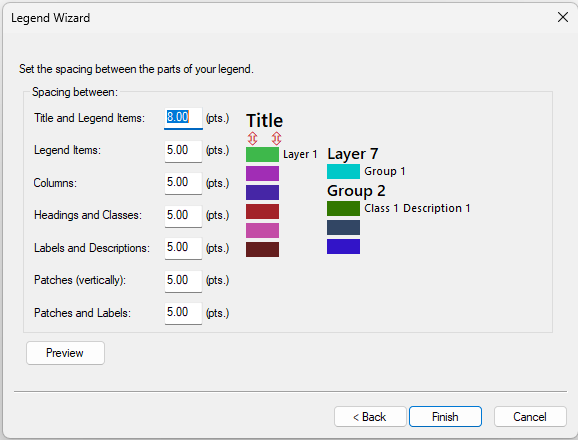 Legend Wizard
Set the spacing between the parts of your legend.
Spacing between:
Title and Legend Items: 8.00 (pts.)
Legend Items: 5.00 (pts.)
Columns: 5.00 (pts.)
Headings and Classes: 5.00 (pts.)
Labels and Descriptions: 5.00 (pts.)
Patches (vertically): 5.00 (pts.)
Patches and Labels: 5.00 (pts.)
Title
Layer 1
Layer 7
Group 1
Group 2
Class 1 Description 1
Preview
< Back Finish Cancel